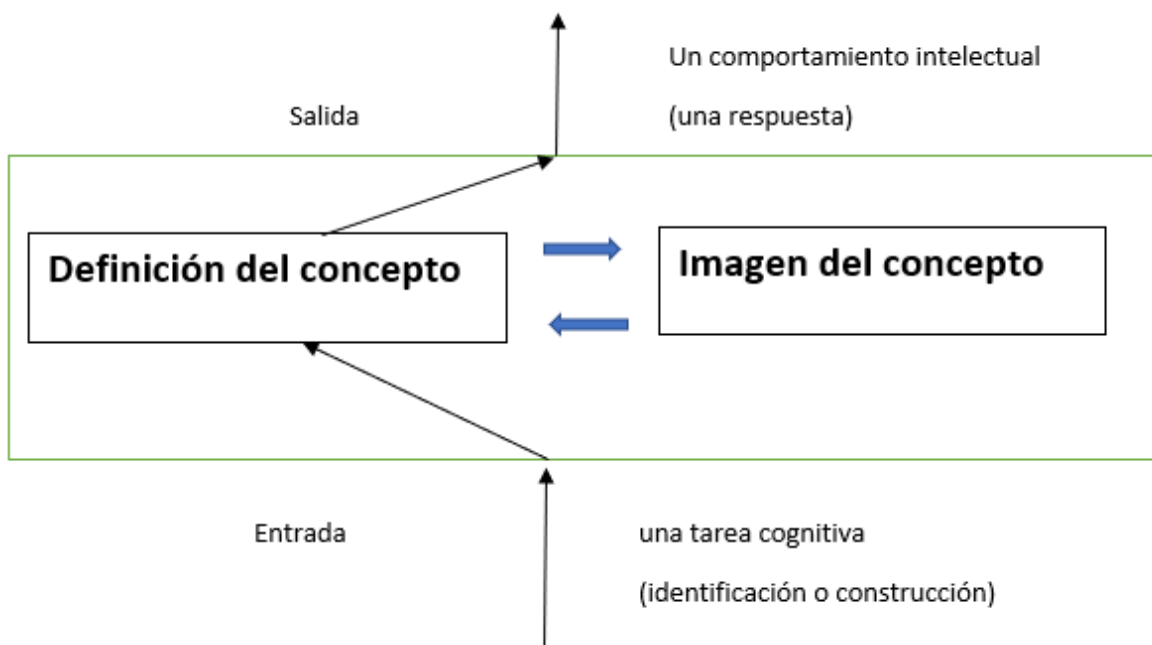 Un comportamiento intelectual
Salida
(una respuesta)
Definición del concepto
Imagen del concepto
Entrada
una tarea cognitiva
(identificación o construcción)